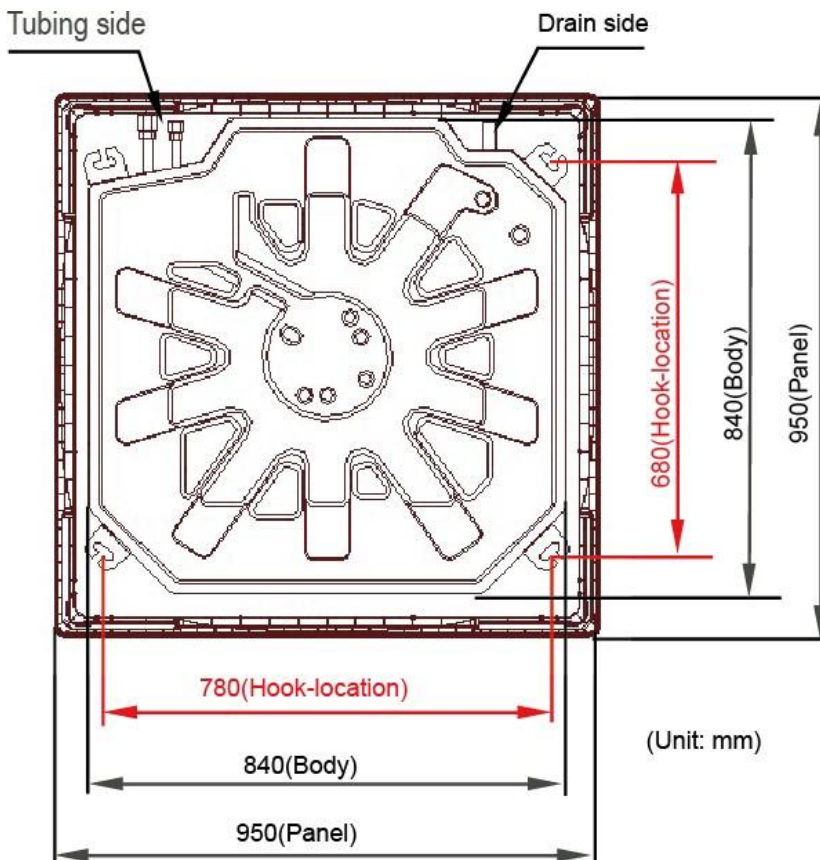 Tubing side
Drain side
680(Hook-location)
840(Body)
950(Panel)
780(Hook-location)
(Unit: mm)
840(Body)
950(Panel)